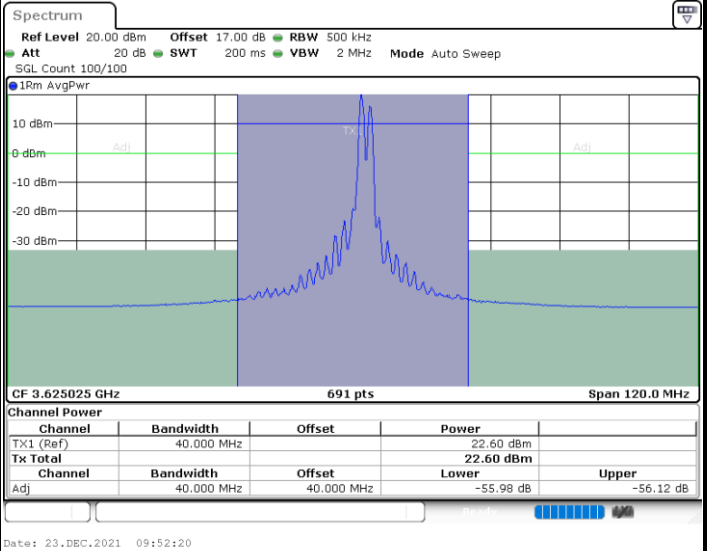 Spectrum
Ref Level 20.00 dBm Offset 17.00 dB RBW 500 kHz
Att 20 dB SWT 200 ms VBW 2 MHz Mode Auto Sweep
SGL Count 100/100
1Rm AvgPwr
10 dBm
TX1
Adj Adj
0 dBm
-10 dBm
-20 dBm
-30 dBm
CF 3.625025 GHz 691 pts Span 120.0 MHz
Channel Power
Channel Bandwidth Offset Power
TX1 (Ref) 40.000 MHz 22.60 dBm
Tx Total 22.60 dBm
Channel Bandwidth Offset Lower Upper
Adj 40.000 MHz 40.000 MHz -55.98 dB -56.12 dB
Ready
Date: 23.DEC.2021 09:52:20